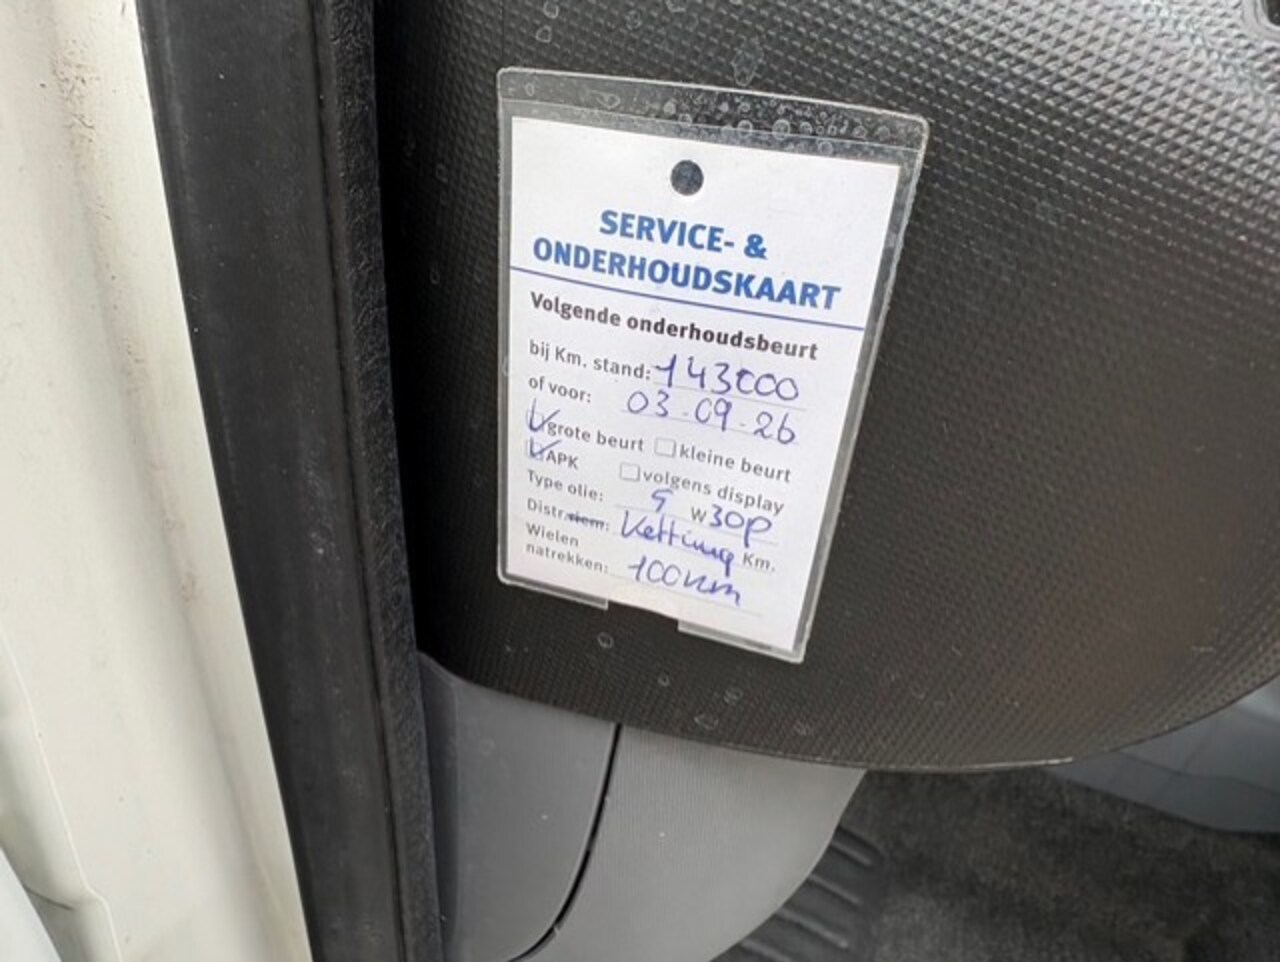 SERVICE- &
ONDERHOUDSKAART
Volgende onderhoudsbeurt
bij Km. stand: 143000
of voor: 03-09-26
grote beurt kleine beurt
APK volgens display
Type olie: 5 W 30p
Distr.riem: Ketting Km.
Wielen
natrekken: 100km